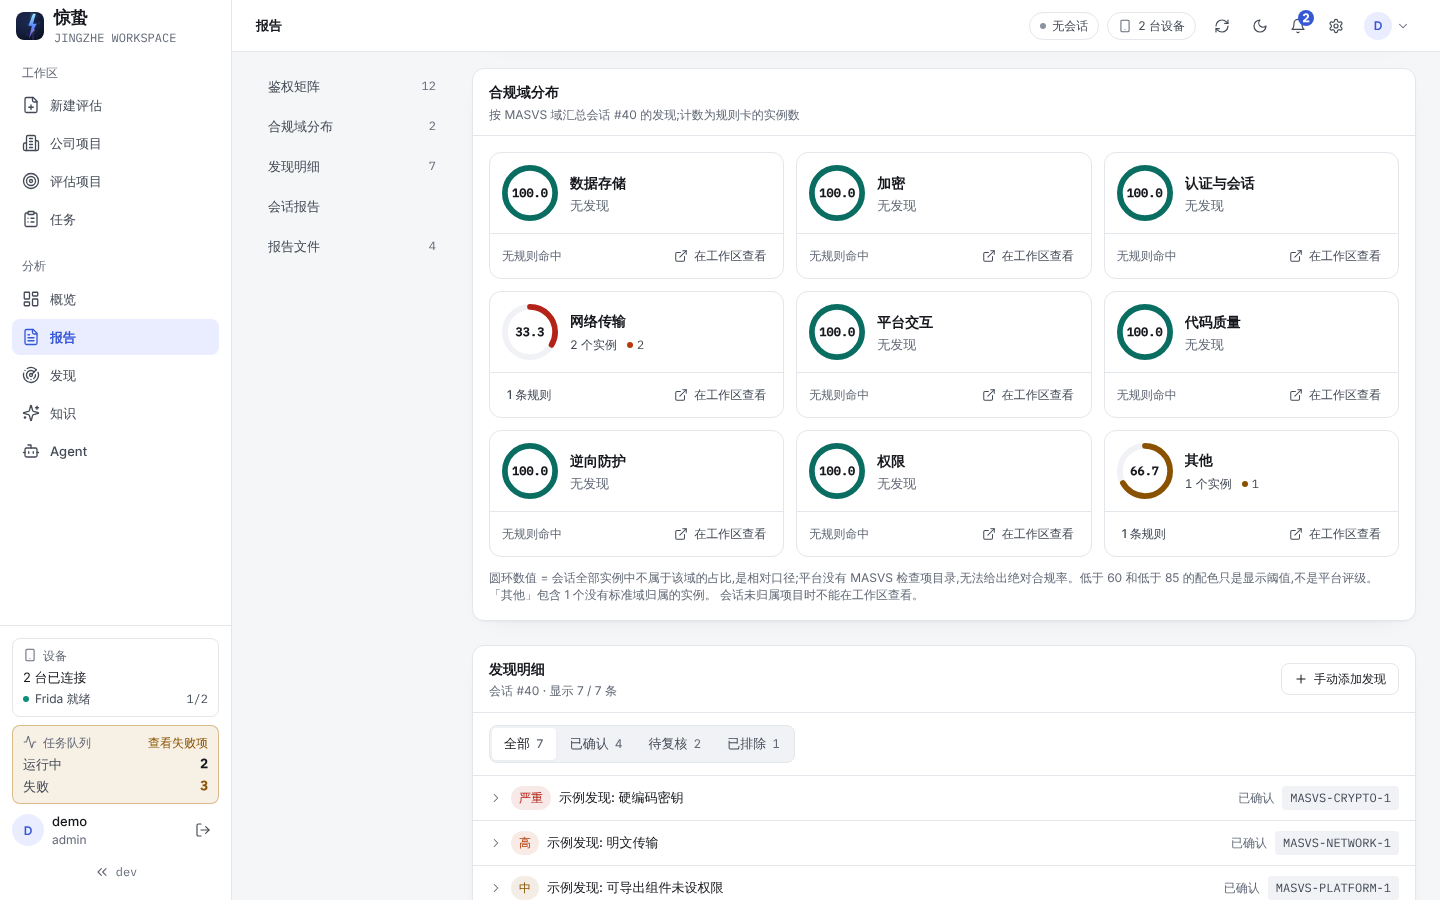 惊蛰
JINGZHE WORKSPACE
工作区
新建评估
公司项目
评估项目
任务
分析
概览
报告
发现
知识
Agent
设备
2 台已连接
Frida 就绪 1/2
任务队列 查看失败项
运行中 2
失败 3
D
demo
admin
dev
报告
无会话
2 台设备
2
D
鉴权矩阵 12
合规域分布 2
发现明细 7
会话报告
报告文件 4
合规域分布
按 MASVS 域汇总会话 #40 的发现;计数为规则卡的实例数
100.0
数据存储
无发现
无规则命中 在工作区查看
100.0
加密
无发现
无规则命中 在工作区查看
100.0
认证与会话
无发现
无规则命中 在工作区查看
33.3
网络传输
2 个实例 2
1 条规则 在工作区查看
100.0
平台交互
无发现
无规则命中 在工作区查看
100.0
代码质量
无发现
无规则命中 在工作区查看
100.0
逆向防护
无发现
无规则命中 在工作区查看
100.0
权限
无发现
无规则命中 在工作区查看
66.7
其他
1 个实例 1
1 条规则 在工作区查看
圆环数值 = 会话全部实例中不属于该域的占比,是相对口径;平台没有 MASVS 检查项目录,无法给出绝对合规率。低于 60 和低于 85 的配色只是显示阈值,不是平台评级。
「其他」包含 1 个没有标准域归属的实例。 会话未归属项目时不能在工作区查看。
发现明细
会话 #40 · 显示 7 / 7 条
手动添加发现
全部 7 已确认 4 待复核 2 已排除 1
严重 示例发现: 硬编码密钥 已确认 MASVS-CRYPTO-1
高 示例发现: 明文传输 已确认 MASVS-NETWORK-1
中 示例发现: 可导出组件未设权限 已确认 MASVS-PLATFORM-1